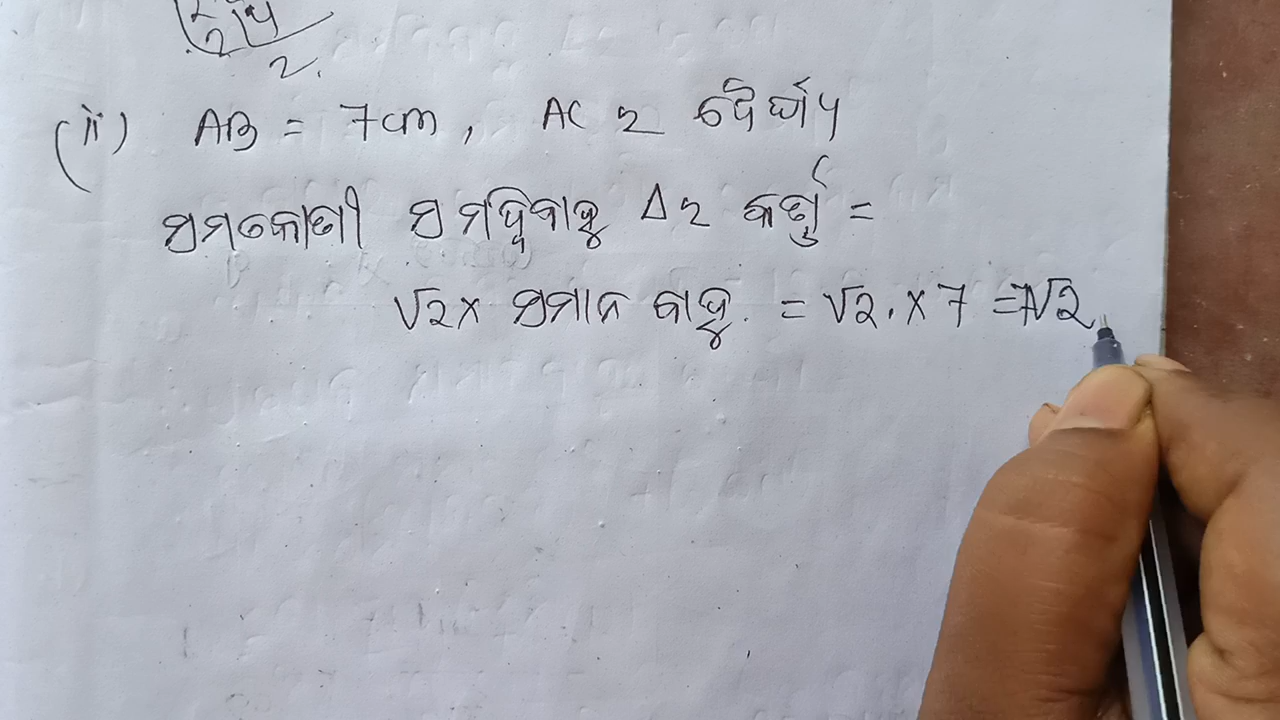 (ii) AB = 7cm, AC ର ଦୈର୍ଘ୍ୟ
ସମକୋଣୀ ସମଦ୍ୱିବାହୁ Δ ର କର୍ଣ୍ଣ =
√2 × ସମାନ ବାହୁ. = √2 . × 7 = 7√2